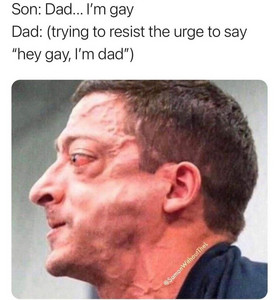 Son: Dad... I'm gay
Dad: (trying to resist the urge to say
"hey gay, I'm dad")